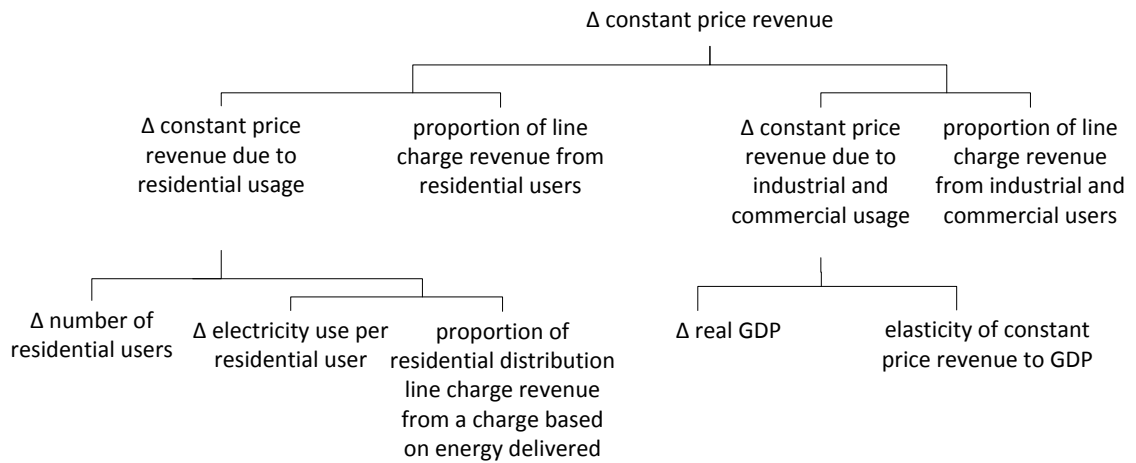 Δ constant price revenue
Δ constant price
revenue due to
residential usage
proportion of line
charge revenue from
residential users
Δ constant price
revenue due to
industrial and
commercial usage
proportion of line
charge revenue
from industrial and
commercial users
Δ number of
residential users
Δ electricity use per
residential user
proportion of
residential distribution
line charge revenue
from a charge based
on energy delivered
Δ real GDP
elasticity of constant
price revenue to GDP